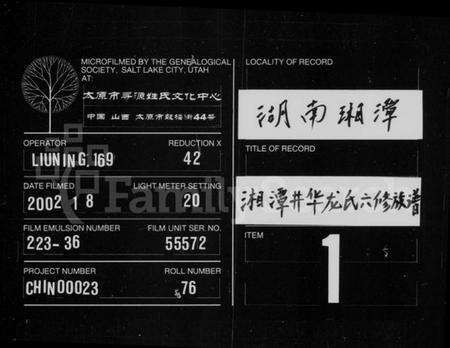 MICROFILMED BY THE GENEALOGICAL
SOCIETY, SALT LAKE CITY, UTAH
AT:
太原市寻源姓氏文化中心
中国 山西 太原市鼓楼街44号
OPERATOR
REDUCTION X
LIUNING.169
42
DATE FILMED
LIGHT METER SETTING
2002 1 8
20
FILM EMULSION NUMBER
FILM UNIT SER. NO.
223-36
55572
PROJECT NUMBER
ROLL NUMBER
CHIN00023
76
LOCALITY OF RECORD
湖南湘潭
TITLE OF RECORD
湘潭井华龙氏六修族谱
ITEM
1